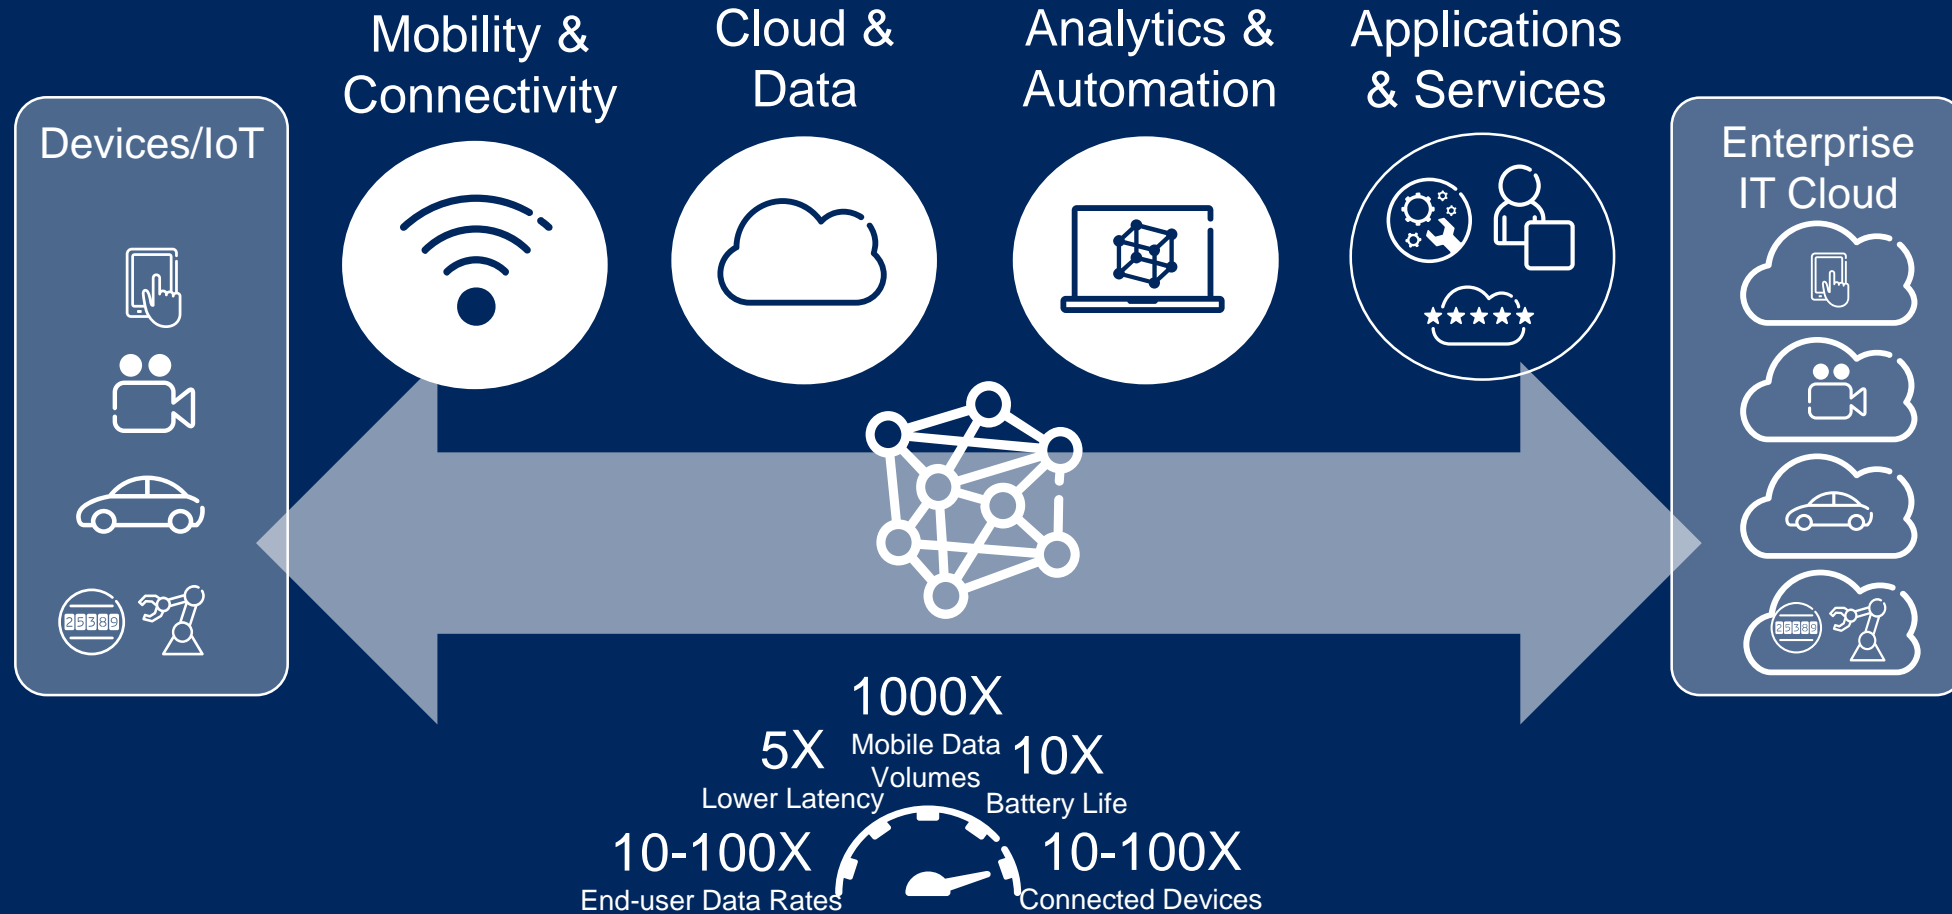 Mobility &
Connectivity
Cloud &
Data
Analytics &
Automation
Applications
& Services
Devices/IoT
25389
Enterprise
IT Cloud
25389
1000X
Mobile Data
Volumes
5X
Lower Latency
10X
Battery Life
10-100X
End-user Data Rates
10-100X
Connected Devices